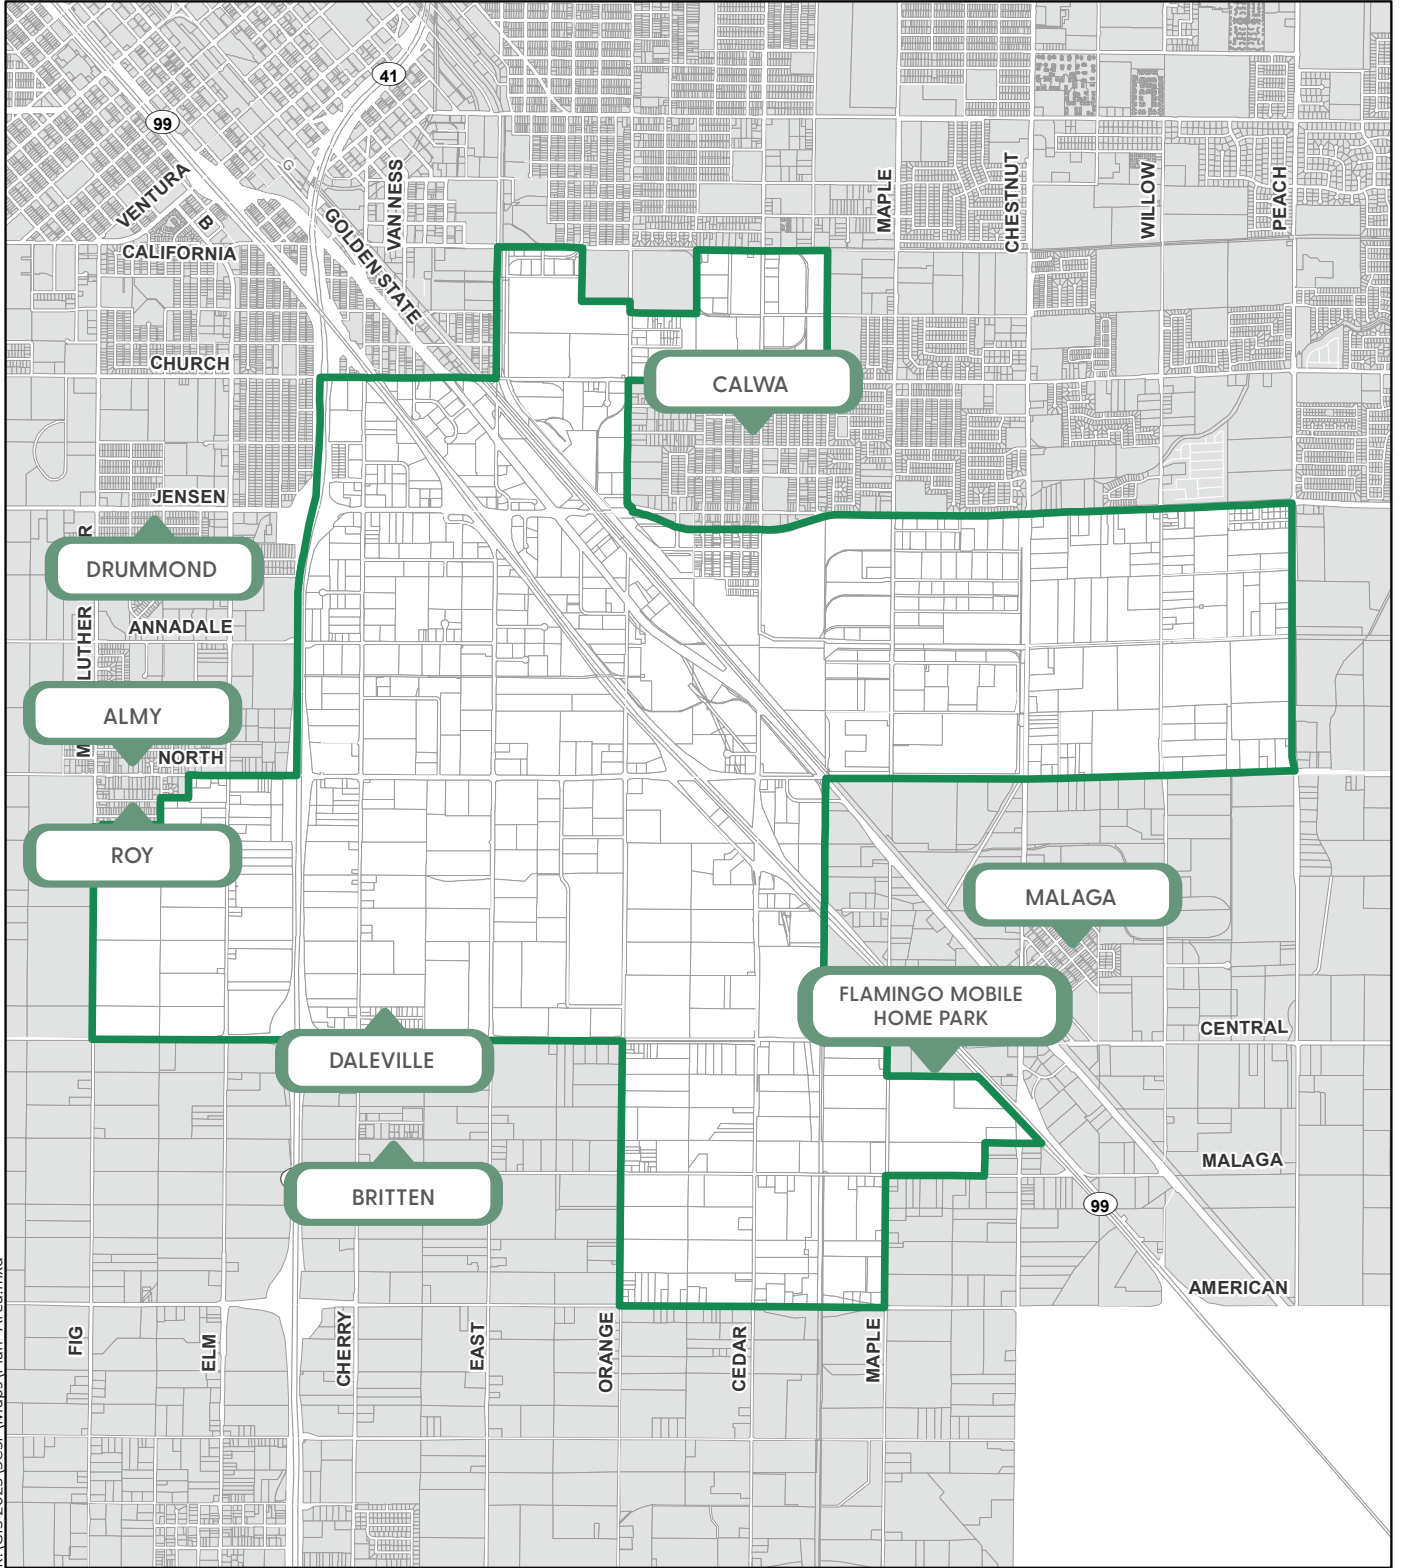 41
99
VENTURA
B
G
VAN NESS
GOLDEN STATE
CALIFORNIA
MAPLE
CHESTNUT
WILLOW
PEACH
CHURCH
CALWA
JENSEN
DRUMMOND
LUTHER
ANNADALE
ALMY
NORTH
ROY
MALAGA
FLAMINGO MOBILE
HOME PARK
CENTRAL
DALEVILLE
BRITTEN
MALAGA
99
AMERICAN
FIG
ELM
CHERRY
EAST
ORANGE
CEDAR
MAPLE